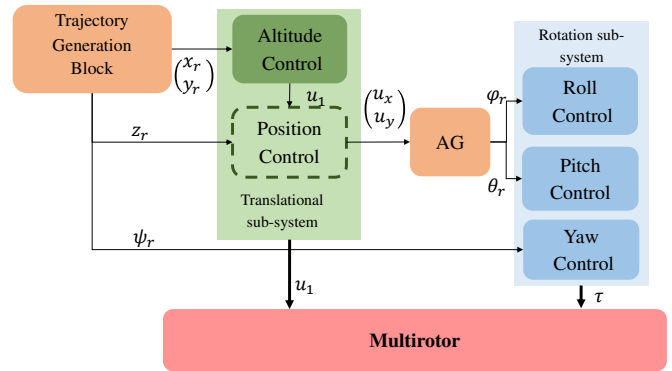 Trajectory
Generation
Block
(x_r
y_r)
Altitude
Control
u_1
Position
Control
Translational
sub-system
z_r
ψ_r
(u_x
u_y)
AG
φ_r
θ_r
Rotation sub-
system
Roll
Control
Pitch
Control
Yaw
Control
u_1
τ
Multirotor